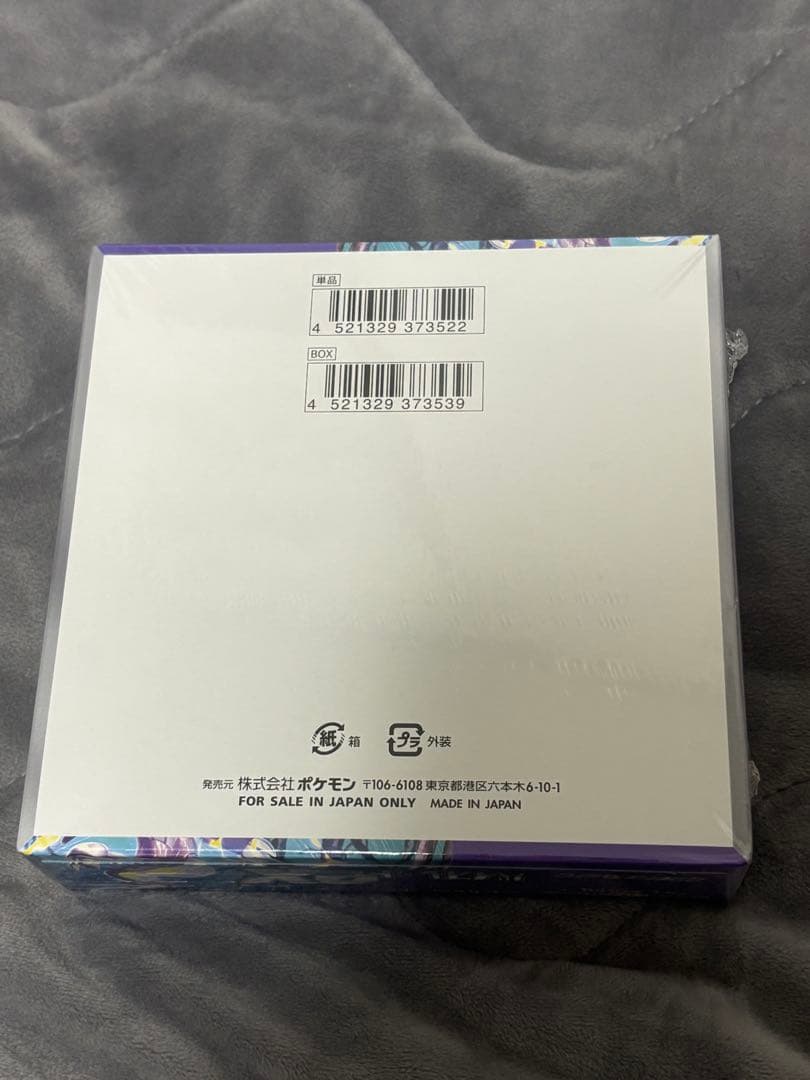 単品
4 521329 373522
BOX
4 521329 373539
紙 箱 プラ 外装
発売元 株式会社 ポケモン 〒106-6108 東京都港区六本木6-10-1
FOR SALE IN JAPAN ONLY MADE IN JAPAN